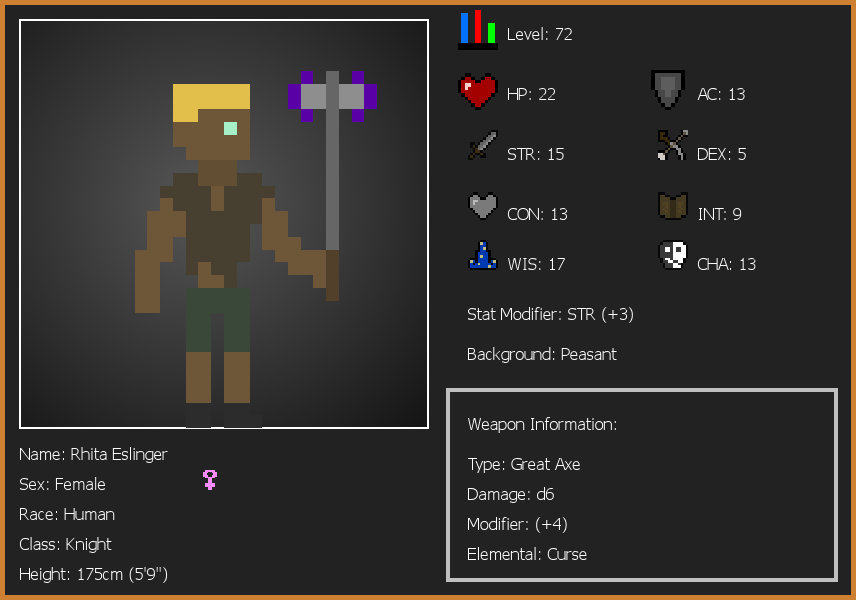 Level: 72
HP: 22
AC: 13
STR: 15
DEX: 5
CON: 13
INT: 9
WIS: 17
CHA: 13
Stat Modifier: STR (+3)
Background: Peasant
Weapon Information:
Type: Great Axe
Damage: d6
Modifier: (+4)
Elemental: Curse
Name: Rhita Eslinger
Sex: Female
Race: Human
Class: Knight
Height: 175cm (5'9")